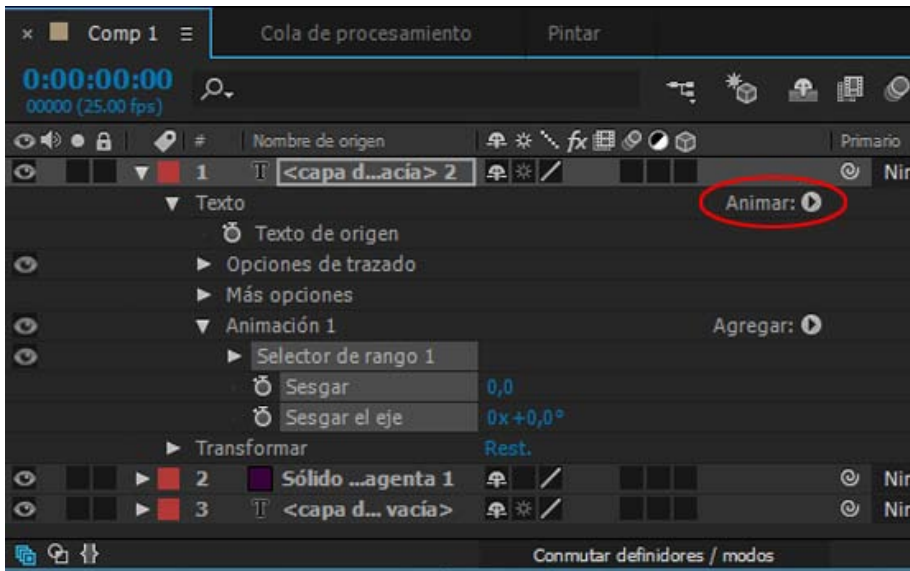 Comp 1 Cola de procesamiento Pintar
0:00:00:00
00000 (25.00 fps)
# Nombre de origen fx Primario
1 T <capa d...acía> 2 Nin
Texto Animar:
Texto de origen
Opciones de trazado
Más opciones
Animación 1 Agregar:
Selector de rango 1
Sesgar 0,0
Sesgar el eje 0x+0,0°
Transformar Rest.
2 Sólido ...agenta 1 Nin
3 T <capa d... vacía> Nin
Conmutar definidores / modos